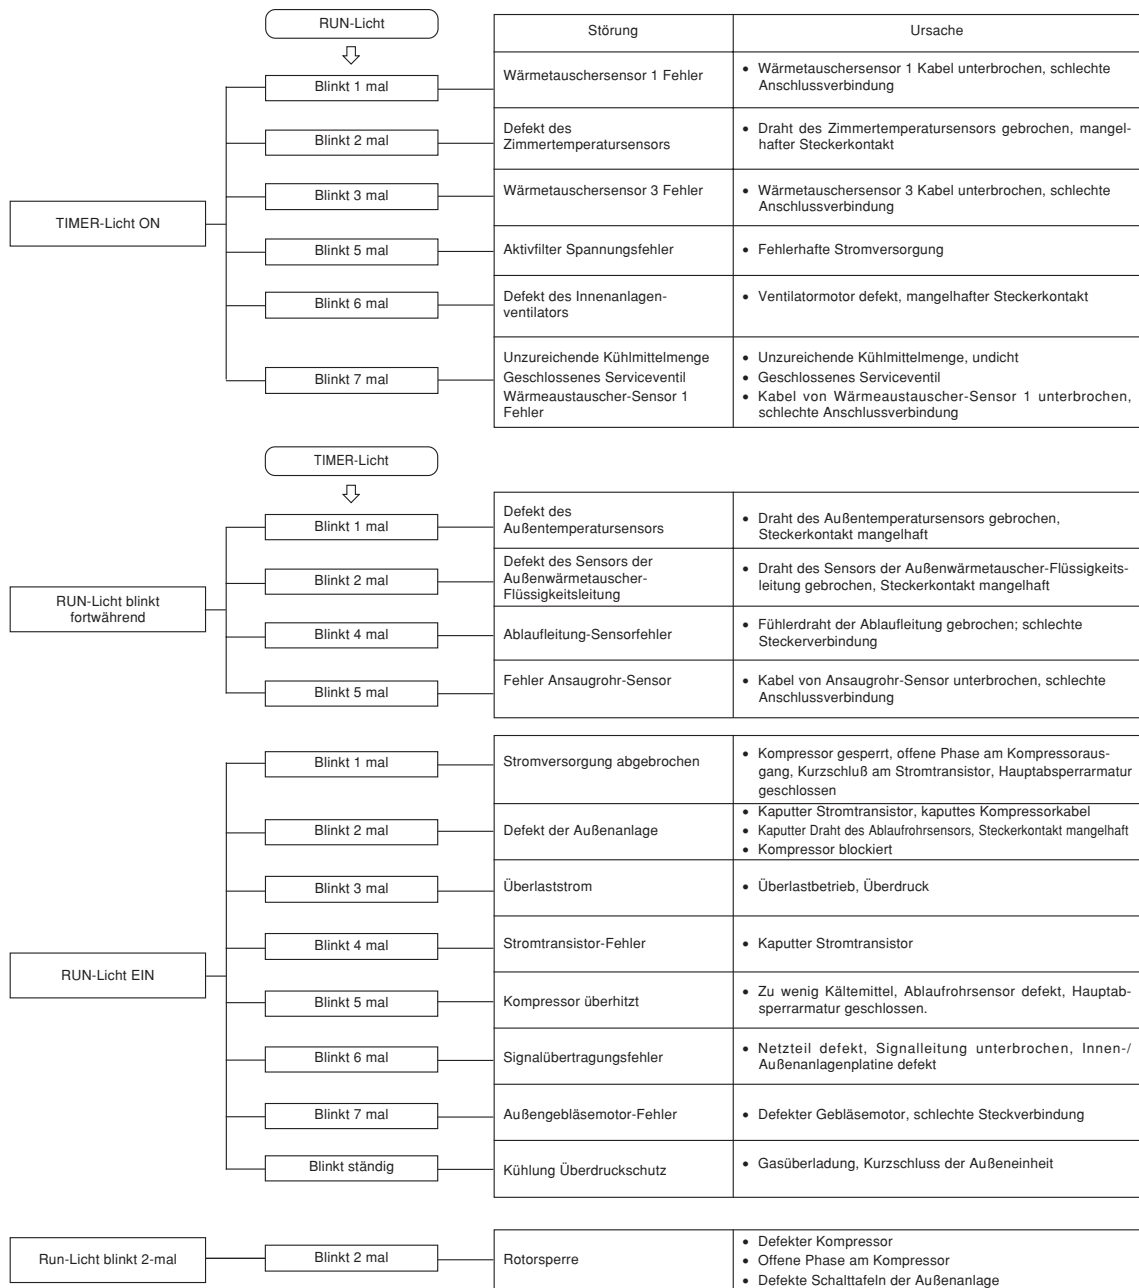 RUN-Licht
Störung
Ursache
TIMER-Licht ON
Blinkt 1 mal
Wärmetauschersensor 1 Fehler
• Wärmetauschersensor 1 Kabel unterbrochen, schlechte
Anschlussverbindung
Blinkt 2 mal
Defekt des
Zimmertemperatursensors
• Draht des Zimmertemperatursensors gebrochen, mangel-
hafter Steckerkontakt
Blinkt 3 mal
Wärmetauschersensor 3 Fehler
• Wärmetauschersensor 3 Kabel unterbrochen, schlechte
Anschlussverbindung
Blinkt 5 mal
Aktivfilter Spannungsfehler
• Fehlerhafte Stromversorgung
Blinkt 6 mal
Defekt des Innenanlagen-
ventilators
• Ventilatormotor defekt, mangelhafter Steckerkontakt
Blinkt 7 mal
Unzureichende Kühlmittelmenge
Geschlossenes Serviceventil
Wärmeaustauscher-Sensor 1
Fehler
• Unzureichende Kühlmittelmenge, undicht
• Geschlossenes Serviceventil
• Kabel von Wärmeaustauscher-Sensor 1 unterbrochen,
schlechte Anschlussverbindung
TIMER-Licht
RUN-Licht blinkt
fortwährend
Blinkt 1 mal
Defekt des
Außentemperatursensors
• Draht des Außentemperatursensors gebrochen,
Steckerkontakt mangelhaft
Blinkt 2 mal
Defekt des Sensors der
Außenwärmetauscher-
Flüssigkeitsleitung
• Draht des Sensors der Außenwärmetauscher-Flüssigkeits-
leitung gebrochen, Steckerkontakt mangelhaft
Blinkt 4 mal
Ablaufleitung-Sensorfehler
• Fühlerdraht der Ablaufleitung gebrochen; schlechte
Steckerverbindung
Blinkt 5 mal
Fehler Ansaugrohr-Sensor
• Kabel von Ansaugrohr-Sensor unterbrochen, schlechte
Anschlussverbindung
RUN-Licht EIN
Blinkt 1 mal
Stromversorgung abgebrochen
• Kompressor gesperrt, offene Phase am Kompressoraus-
gang, Kurzschluß am Stromtransistor, Hauptabsperrarmatur
geschlossen
Blinkt 2 mal
Defekt der Außenanlage
• Kaputter Stromtransistor, kaputtes Kompressorkabel
• Kaputter Draht des Ablaufrohrsensors, Steckerkontakt mangelhaft
• Kompressor blockiert
Blinkt 3 mal
Überlaststrom
• Überlastbetrieb, Überdruck
Blinkt 4 mal
Stromtransistor-Fehler
• Kaputter Stromtransistor
Blinkt 5 mal
Kompressor überhitzt
• Zu wenig Kältemittel, Ablaufrohrsensor defekt, Hauptab-
sperrarmatur geschlossen.
Blinkt 6 mal
Signalübertragungsfehler
• Netzteil defekt, Signalleitung unterbrochen, Innen-/
Außenanlagenplatine defekt
Blinkt 7 mal
Außengebläsemotor-Fehler
• Defekter Gebläsemotor, schlechte Steckverbindung
Blinkt ständig
Kühlung Überdruckschutz
• Gasüberladung, Kurzschluss der Außeneinheit
Run-Licht blinkt 2-mal
Blinkt 2 mal
Rotorsperre
• Defekter Kompressor
• Offene Phase am Kompressor
• Defekte Schalttafeln der Außenanlage